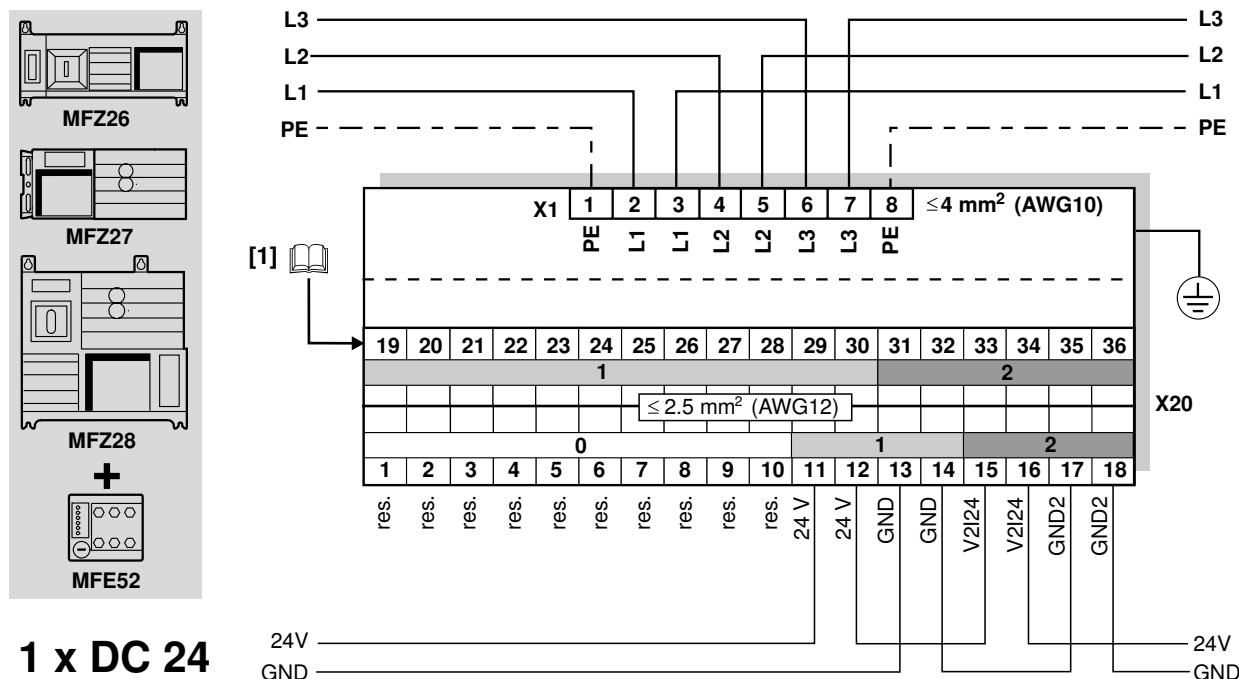 L3
L3
L2
L2
L1
L1
PE
PE
MFZ26
X1 1 2 3 4 5 6 7 8 ≤4 mm² (AWG10)
PE L1 L1 L2 L2 L3 L3 PE
MFZ27
[1]
19 20 21 22 23 24 25 26 27 28 29 30 31 32 33 34 35 36
1 2
≤ 2.5 mm² (AWG12)
X20
0 1 2
1 2 3 4 5 6 7 8 9 10 11 12 13 14 15 16 17 18
res. res. res. res. res. res. res. res. res. res. 24 V 24 V GND GND V2I24 V2I24 GND2 GND2
MFZ28
+
MFE52
1 x DC 24
24V
24V
GND
GND